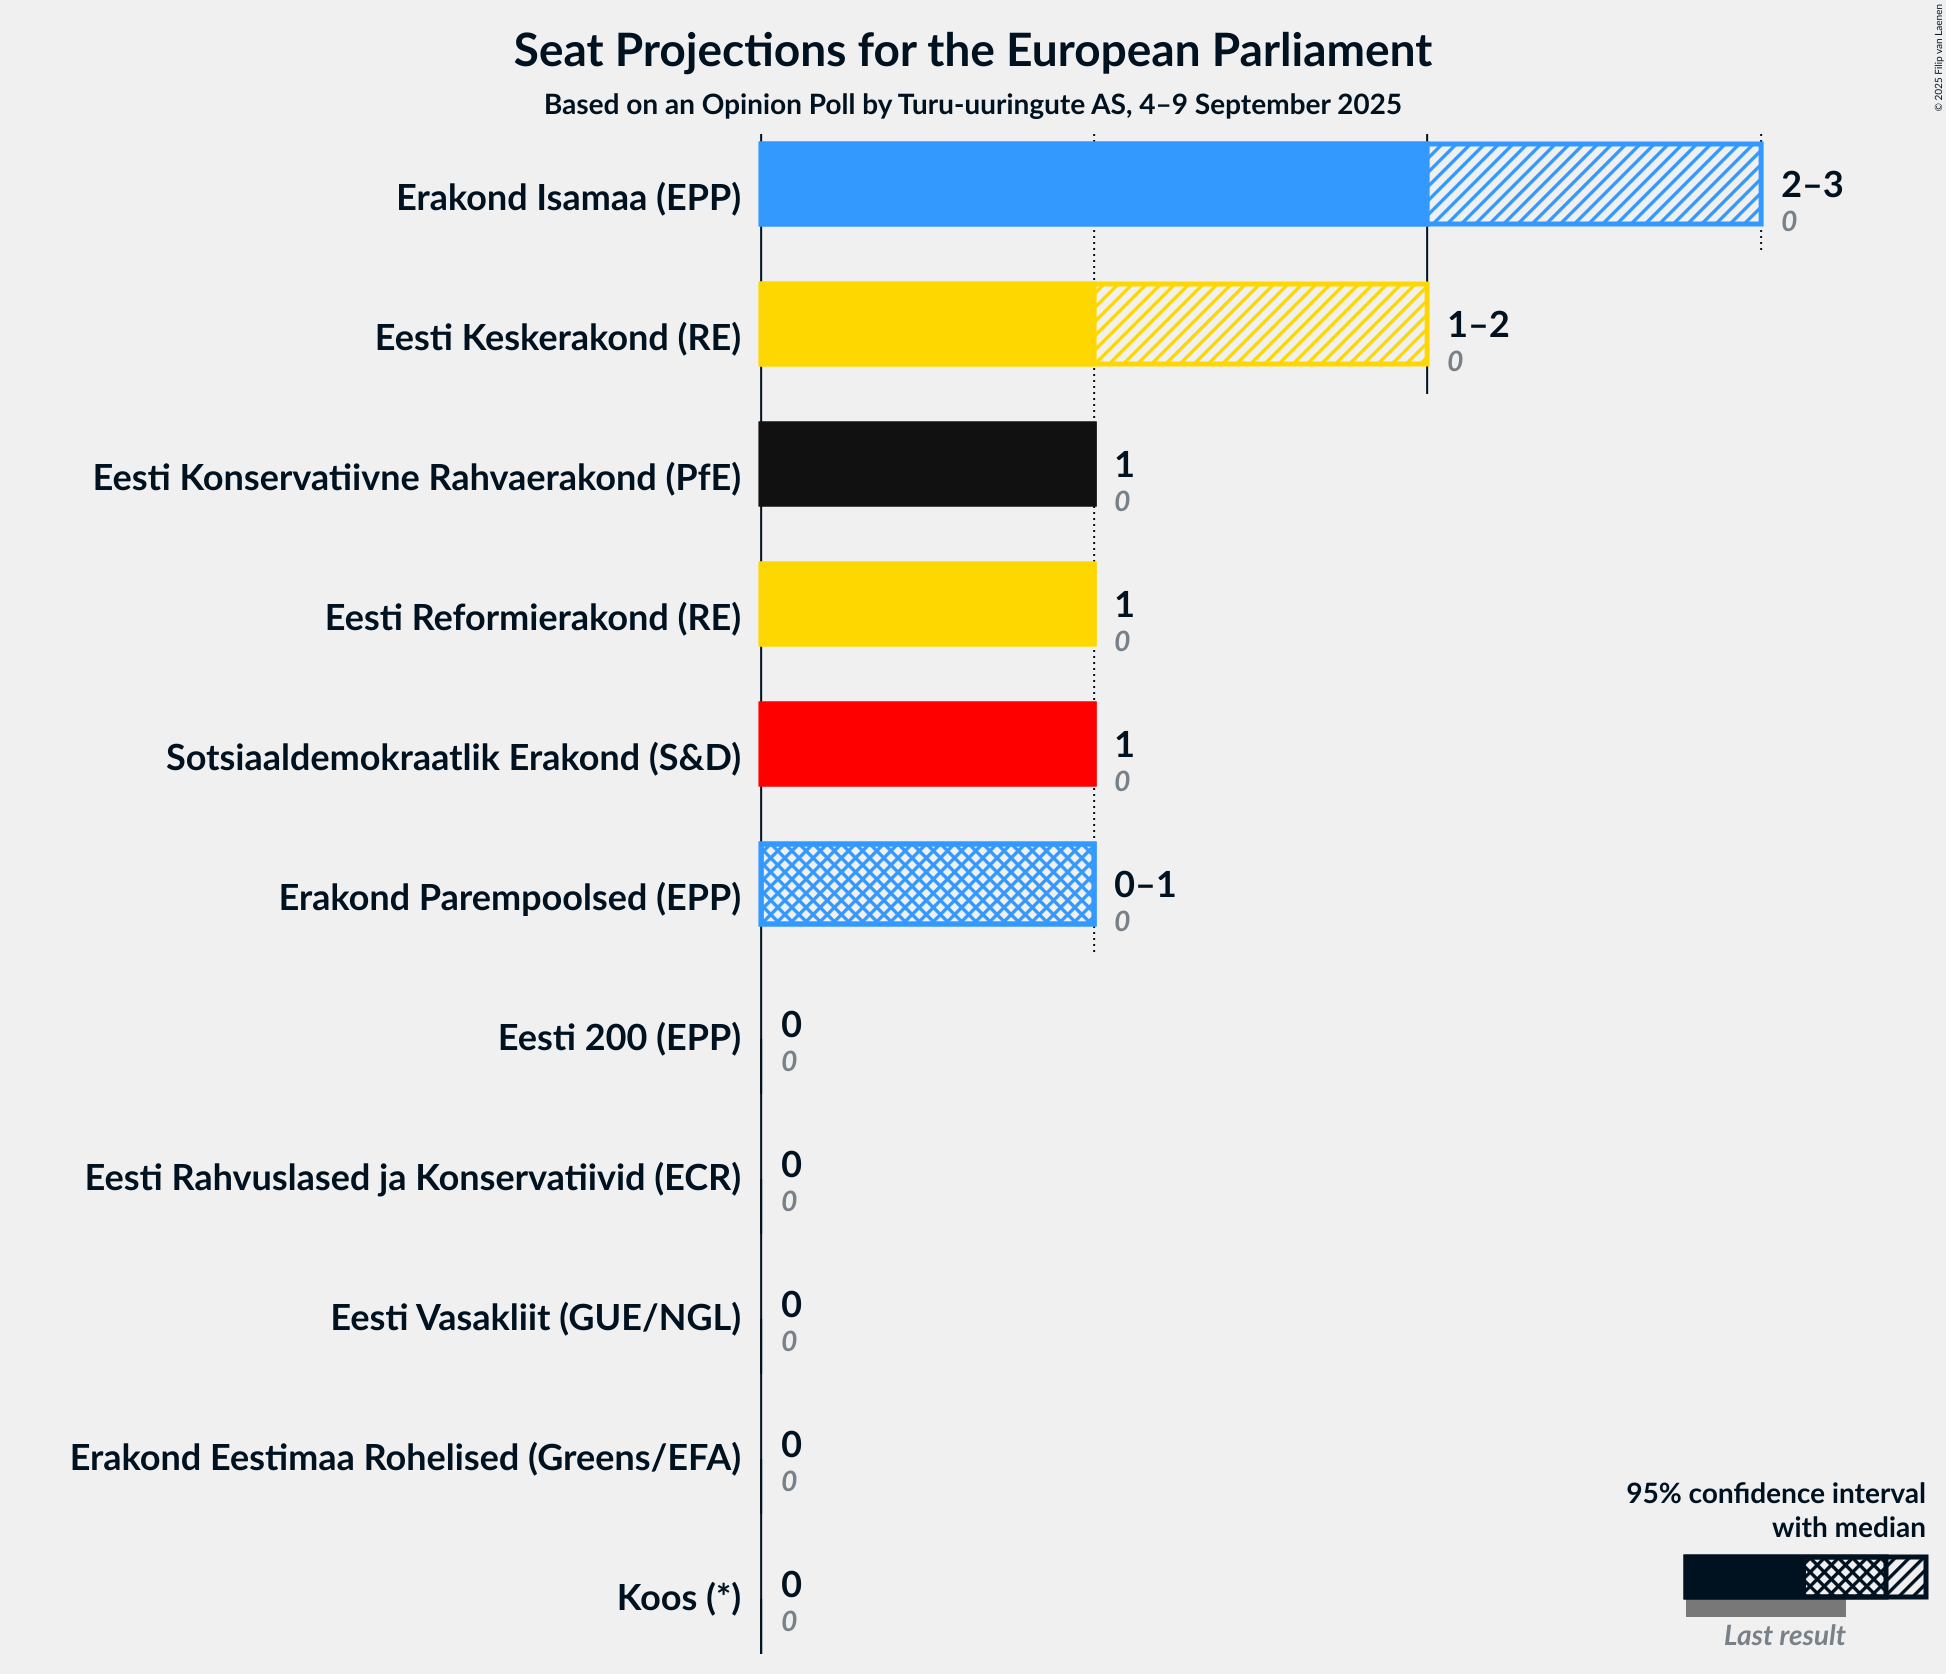 Seat Projections for the European Parliament
Based on an Opinion Poll by Turu-uuringute AS, 4–9 September 2025
© 2025 Filip van Laenen
Erakond Isamaa (EPP)
2–3
0
Eesti Keskerakond (RE)
1–2
0
Eesti Konservatiivne Rahvaerakond (PfE)
1
0
Eesti Reformierakond (RE)
1
0
Sotsiaaldemokraatlik Erakond (S&D)
1
0
Erakond Parempoolsed (EPP)
0–1
0
Eesti 200 (EPP)
0
0
Eesti Rahvuslased ja Konservatiivid (ECR)
0
0
Eesti Vasakliit (GUE/NGL)
0
0
Erakond Eestimaa Rohelised (Greens/EFA)
0
0
Koos (*)
0
0
95% confidence interval
with median
Last result